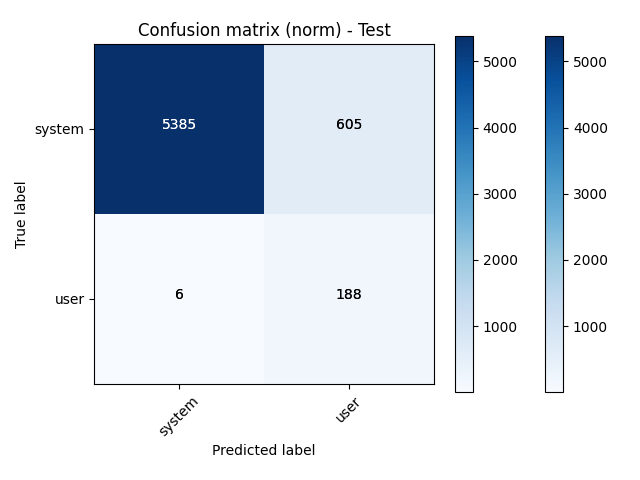 Confusion matrix (norm) - Test
system
5385
605
user
6
188
system
user
True label
Predicted label
5000
4000
3000
2000
1000
5000
4000
3000
2000
1000